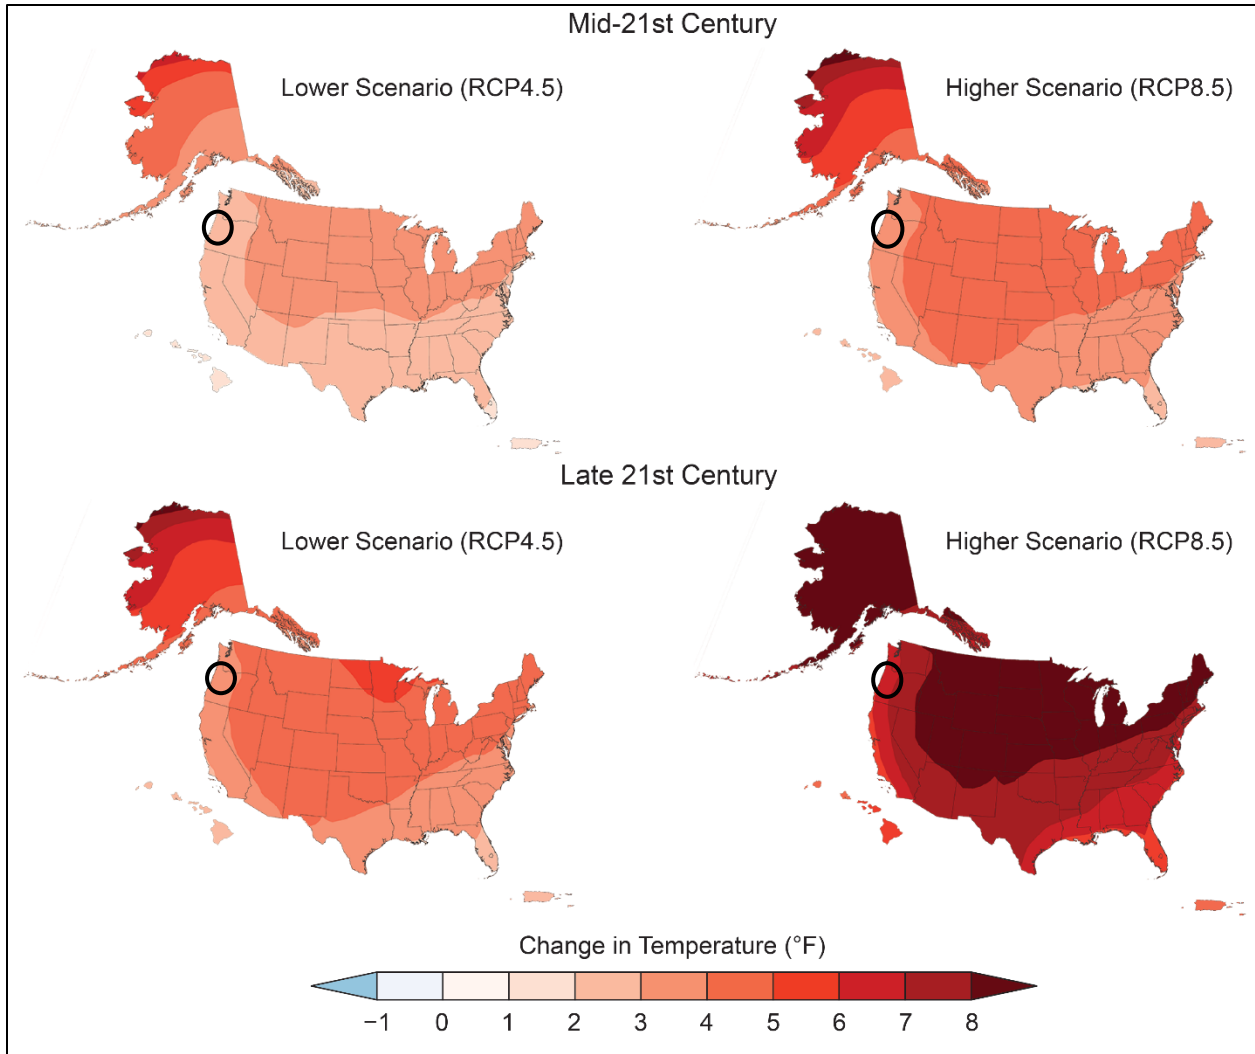 Mid-21st Century
Lower Scenario (RCP4.5)
Higher Scenario (RCP8.5)
Late 21st Century
Lower Scenario (RCP4.5)
Higher Scenario (RCP8.5)
Change in Temperature (°F)
−1 0 1 2 3 4 5 6 7 8